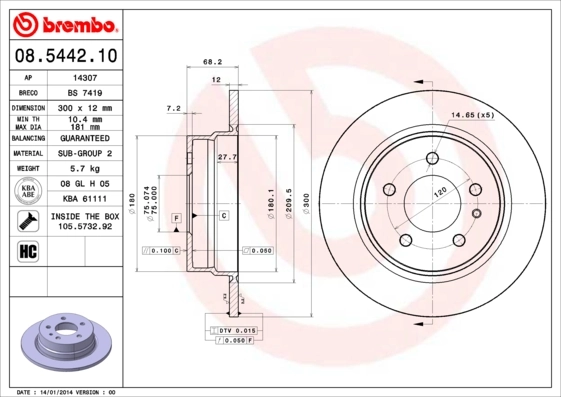 brembo
08.5442.10
AP 14307
BRECO BS 7419
DIMENSION 300 x 12 mm
MIN TH 10.4 mm
MAX DIA 181 mm
BALANCING GUARANTEED
MATERIAL SUB-GROUP 2
WEIGHT 5.7 kg
KBA ABE
08 GL H 05
KBA 61111
INSIDE THE BOX
105.5732.92
HC
DATE : 14/01/2014 VERSION : 00
68.2
12
7.2
27.7
Ø 180
Ø 75.074
Ø 75.000
F
C
Ø 180.1
Ø 209.5
Ø 300
0.100 C
0.050
DTV 0.015
0.050 F
14.65 (x5)
120